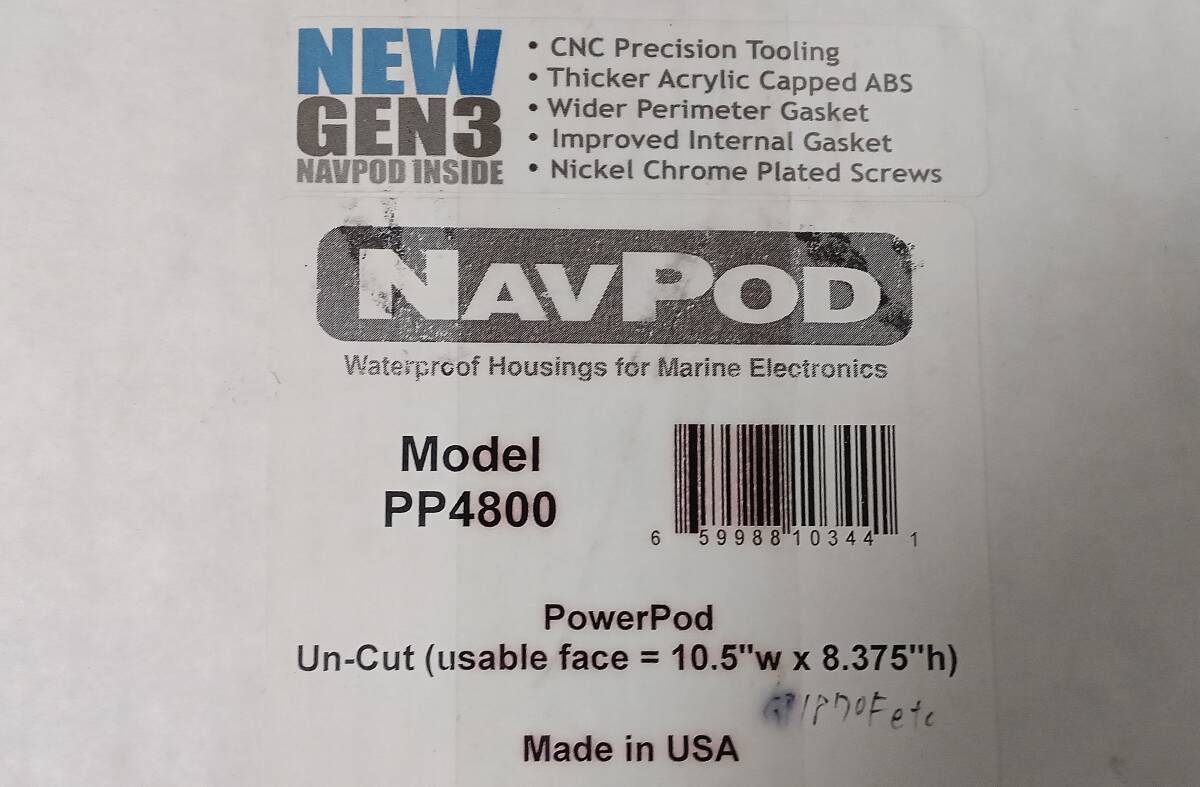 NEW
GEN3
NAVPOD INSIDE
• CNC Precision Tooling
• Thicker Acrylic Capped ABS
• Wider Perimeter Gasket
• Improved Internal Gasket
• Nickel Chrome Plated Screws
NAVPOD
Waterproof Housings for Marine Electronics
Model
PP4800
6 59988 10344 1
PowerPod
Un-Cut (usable face = 10.5"w x 8.375"h)
1870F etc
Made in USA